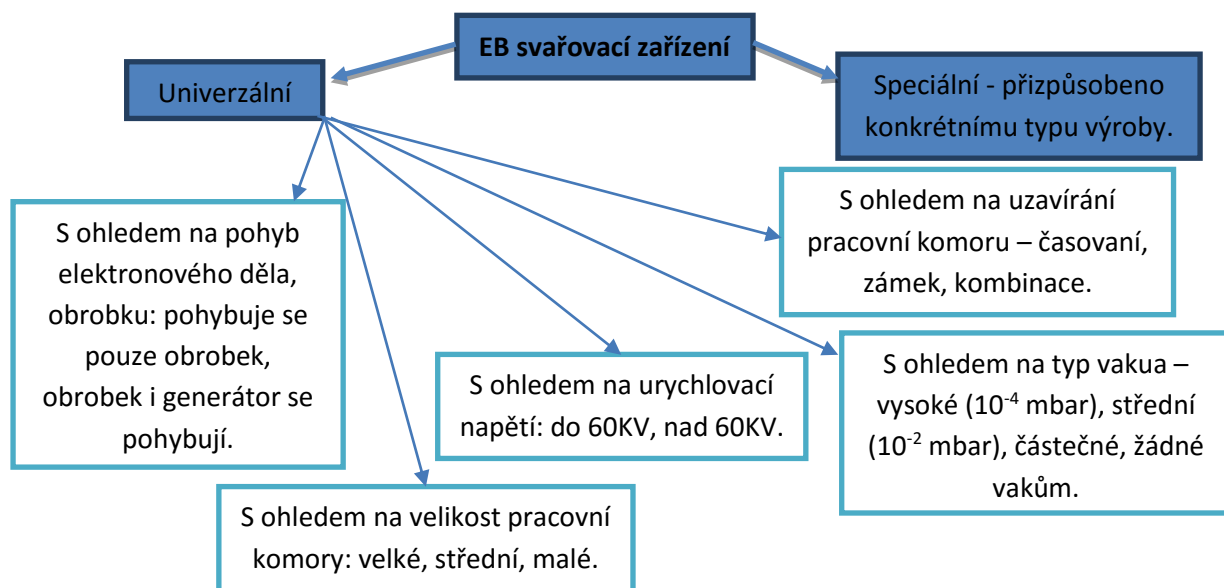 EB svařovací zařízení
Univerzální
Speciální - přizpůsobeno
konkrétnímu typu výroby.
S ohledem na pohyb
elektronového děla,
obrobku: pohybuje se
pouze obrobek,
obrobek i generátor se
pohybují.
S ohledem na uzavírání
pracovní komoru – časovaní,
zámek, kombinace.
S ohledem na urychlovací
napětí: do 60KV, nad 60KV.
S ohledem na typ vakua –
vysoké (10⁻⁴ mbar), střední
(10⁻² mbar), částečné, žádné
vakům.
S ohledem na velikost pracovní
komory: velké, střední, malé.